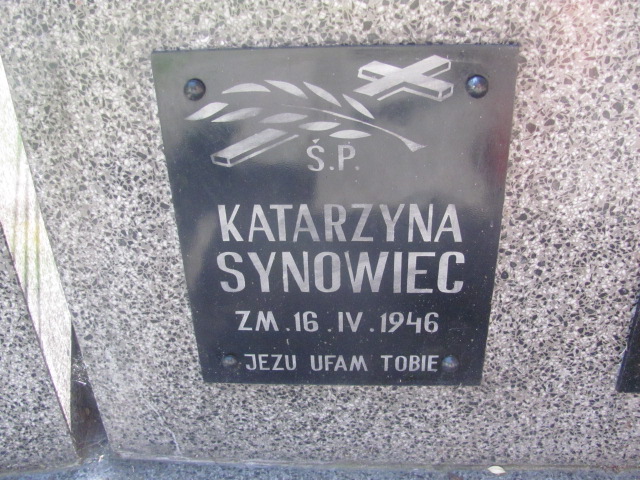 Ś.P.
KATARZYNA
SYNOWIEC
ZM. 16. IV. 1946
JEZU UFAM TOBIE